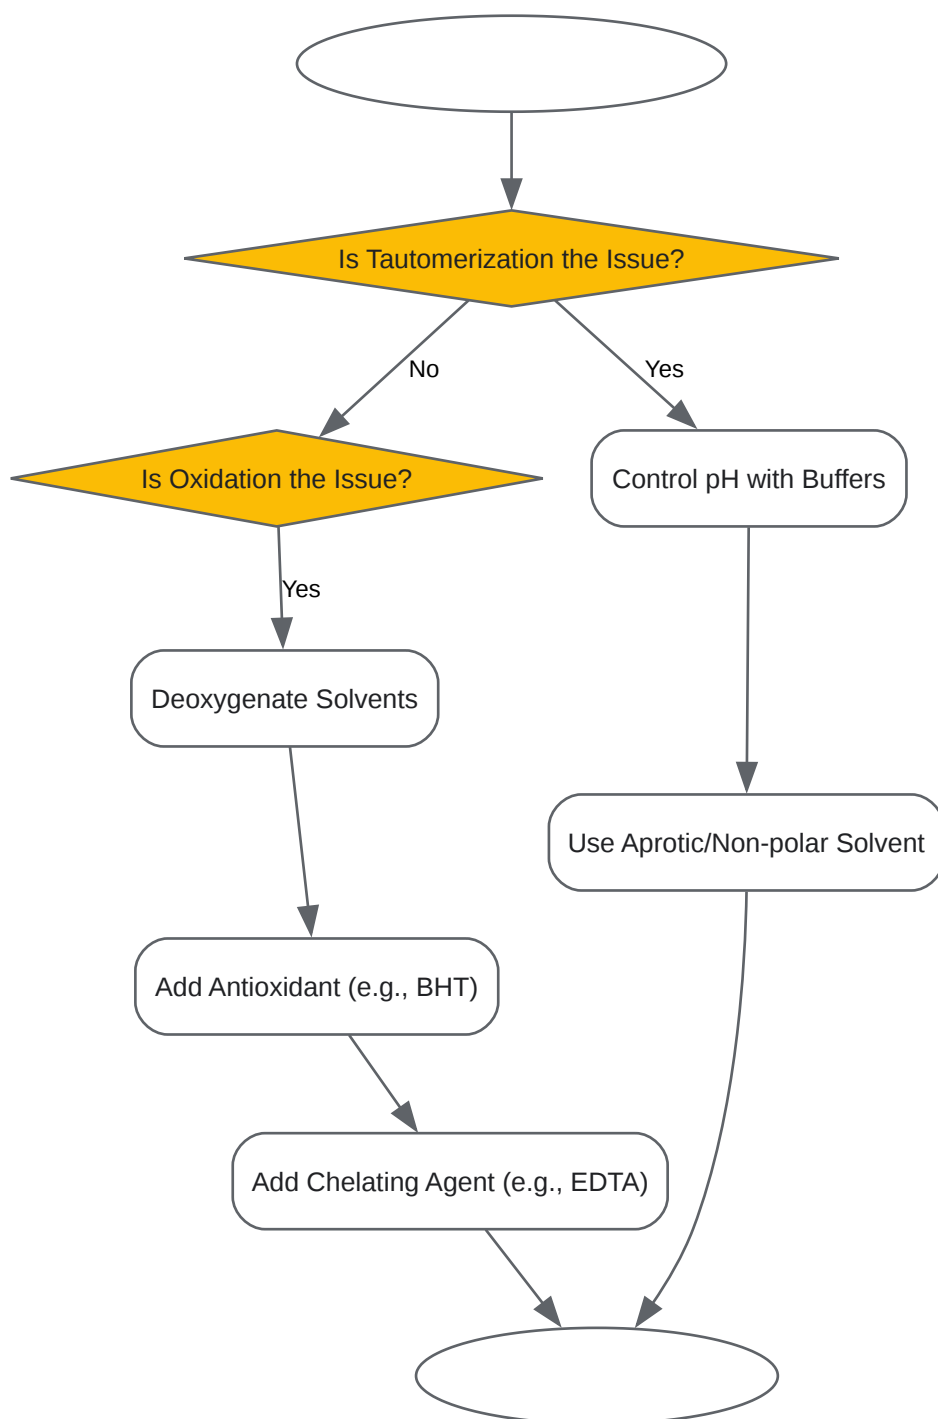 Is Tautomerization the Issue?
No
Yes
Is Oxidation the Issue?
Control pH with Buffers
Yes
Deoxygenate Solvents
Use Aprotic/Non-polar Solvent
Add Antioxidant (e.g., BHT)
Add Chelating Agent (e.g., EDTA)